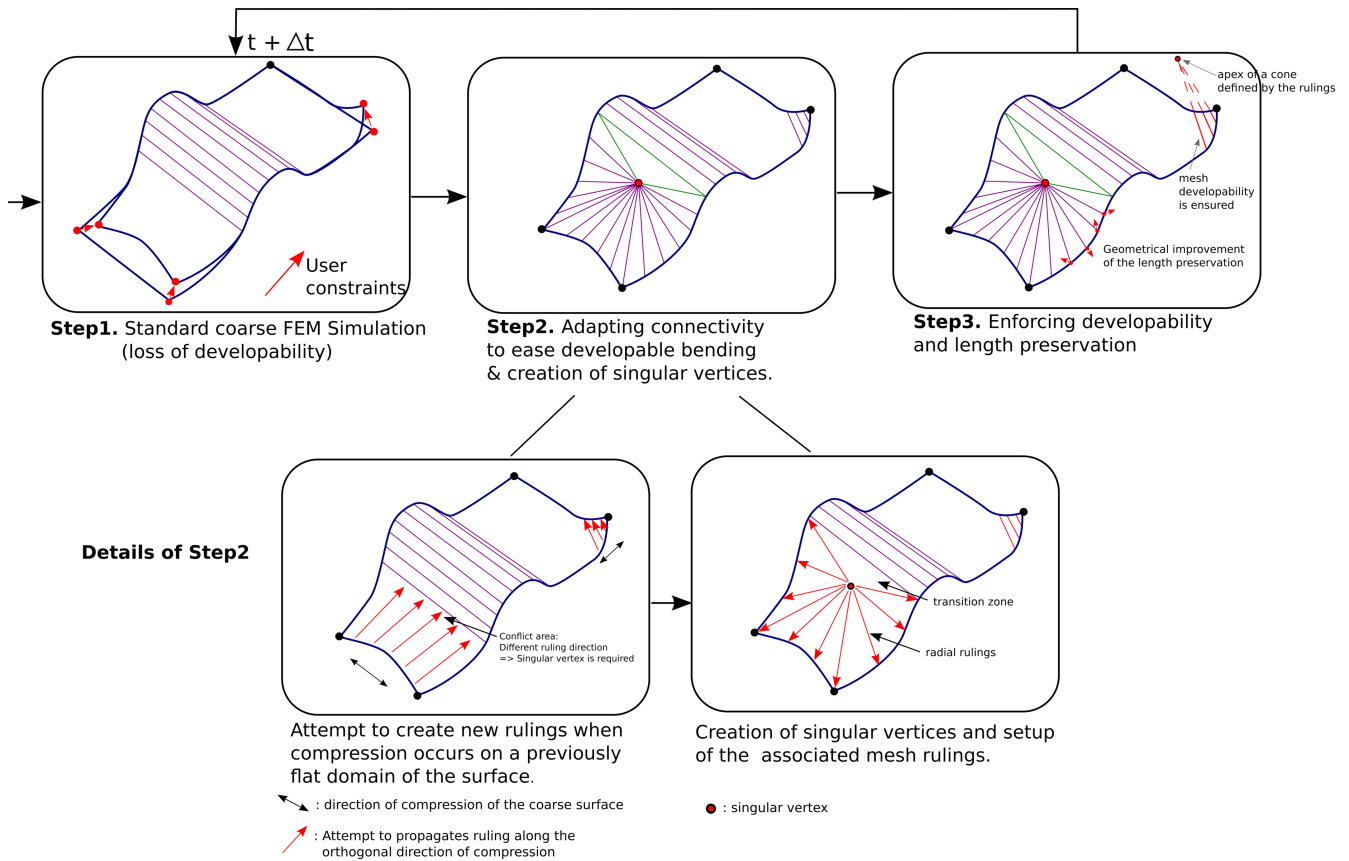 t + Δt
User
constraints
apex of a cone
defined by the rulings
mesh
developability
is ensured
Geometrical improvement
of the length preservation
Step1. Standard coarse FEM Simulation
(loss of developability)
Step2. Adapting connectivity
to ease developable bending
& creation of singular vertices.
Step3. Enforcing developability
and length preservation
Details of Step2
Conflict area:
Different ruling direction
=> Singular vertex is required
transition zone
radial rulings
Attempt to create new rulings when
compression occurs on a previously
flat domain of the surface.
Creation of singular vertices and setup
of the associated mesh rulings.
: direction of compression of the coarse surface
: Attempt to propagates ruling along the
orthogonal direction of compression
: singular vertex